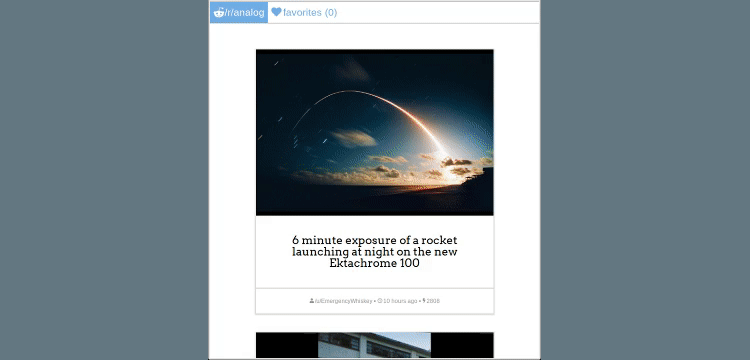 /r/analog favorites (0)
6 minute exposure of a rocket
launching at night on the new
Ektachrome 100
u/EmergencyWhiskey • 10 hours ago • 2808